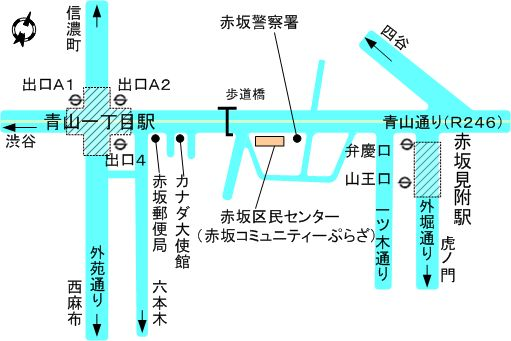 信濃町
赤坂警察署
四谷
出口A1
出口A2
歩道橋
青山一丁目駅
青山通り(R246)
渋谷
出口4
弁慶口
山王口
赤坂見附駅
赤坂郵便局
カナダ大使館
赤坂区民センター
(赤坂コミュニティーぷらざ)
一ツ木通り
外堀通り
虎ノ門
外苑通り
西麻布
六本木